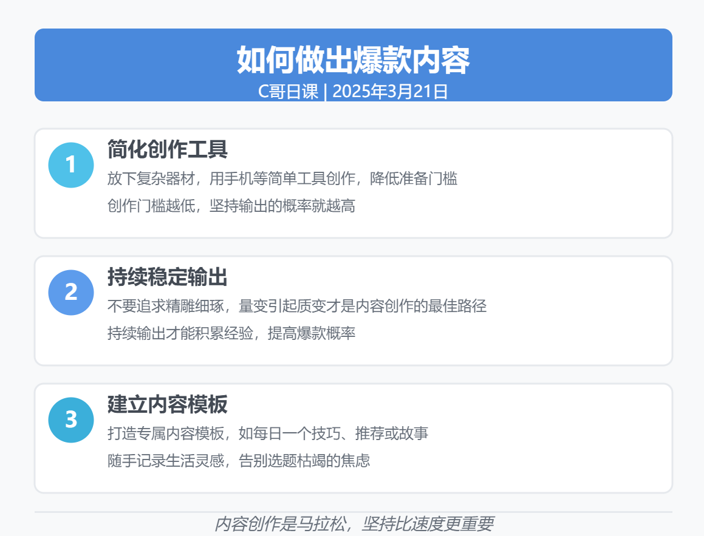 如何做出爆款内容
C哥日课 | 2025年3月21日
1
简化创作工具
放下复杂器材，用手机等简单工具创作，降低准备门槛
创作门槛越低，坚持输出的概率就越高
2
持续稳定输出
不要追求精雕细琢，量变引起质变才是内容创作的最佳路径
持续输出才能积累经验，提高爆款概率
3
建立内容模板
打造专属内容模板，如每日一个技巧、推荐或故事
随手记录生活灵感，告别选题枯竭的焦虑
内容创作是马拉松，坚持比速度更重要